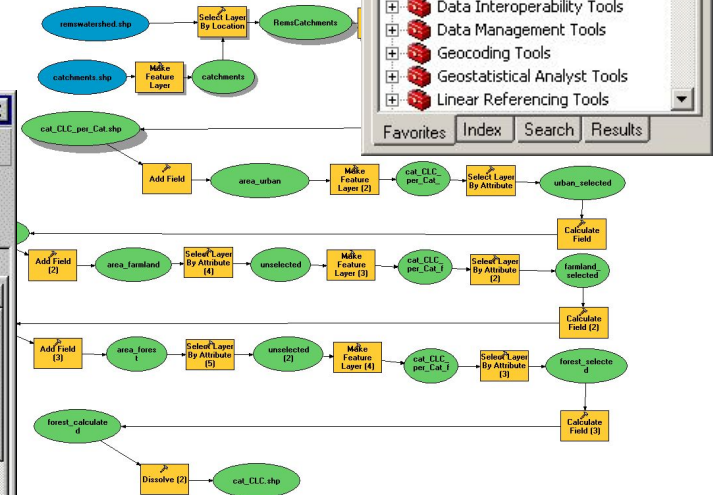 remswatershed.shp
Select Layer
By Location
RemsCatchments
catchments.shp
Make
Feature
Layer
catchments
Data Interoperability Tools
Data Management Tools
Geocoding Tools
Geostatistical Analyst Tools
Linear Referencing Tools
Favorites
Index
Search
Results
cat_CLC_per_Cat.shp
Add Field
area_urban
Make
Feature
Layer (2)
cat_CLC_
per_Cat_
Select Layer
By Attribute
urban_selected
Calculate
Field
Add Field
(2)
area_farmland
Select Layer
By Attribute
(4)
unselected
Make
Feature
Layer (3)
cat_CLC_
per_Cat_f
Select Layer
By Attribute
(2)
farmland_
selected
Calculate
Field (2)
Add Field
(3)
area_fores
t
Select Layer
By Attribute
(5)
unselected
(2)
Make
Feature
Layer (4)
cat_CLC_
per_Cat_f
Select Layer
By Attribute
(3)
forest_selecte
d
Calculate
Field (3)
forest_calculate
d
Dissolve (2)
cat_CLC.shp